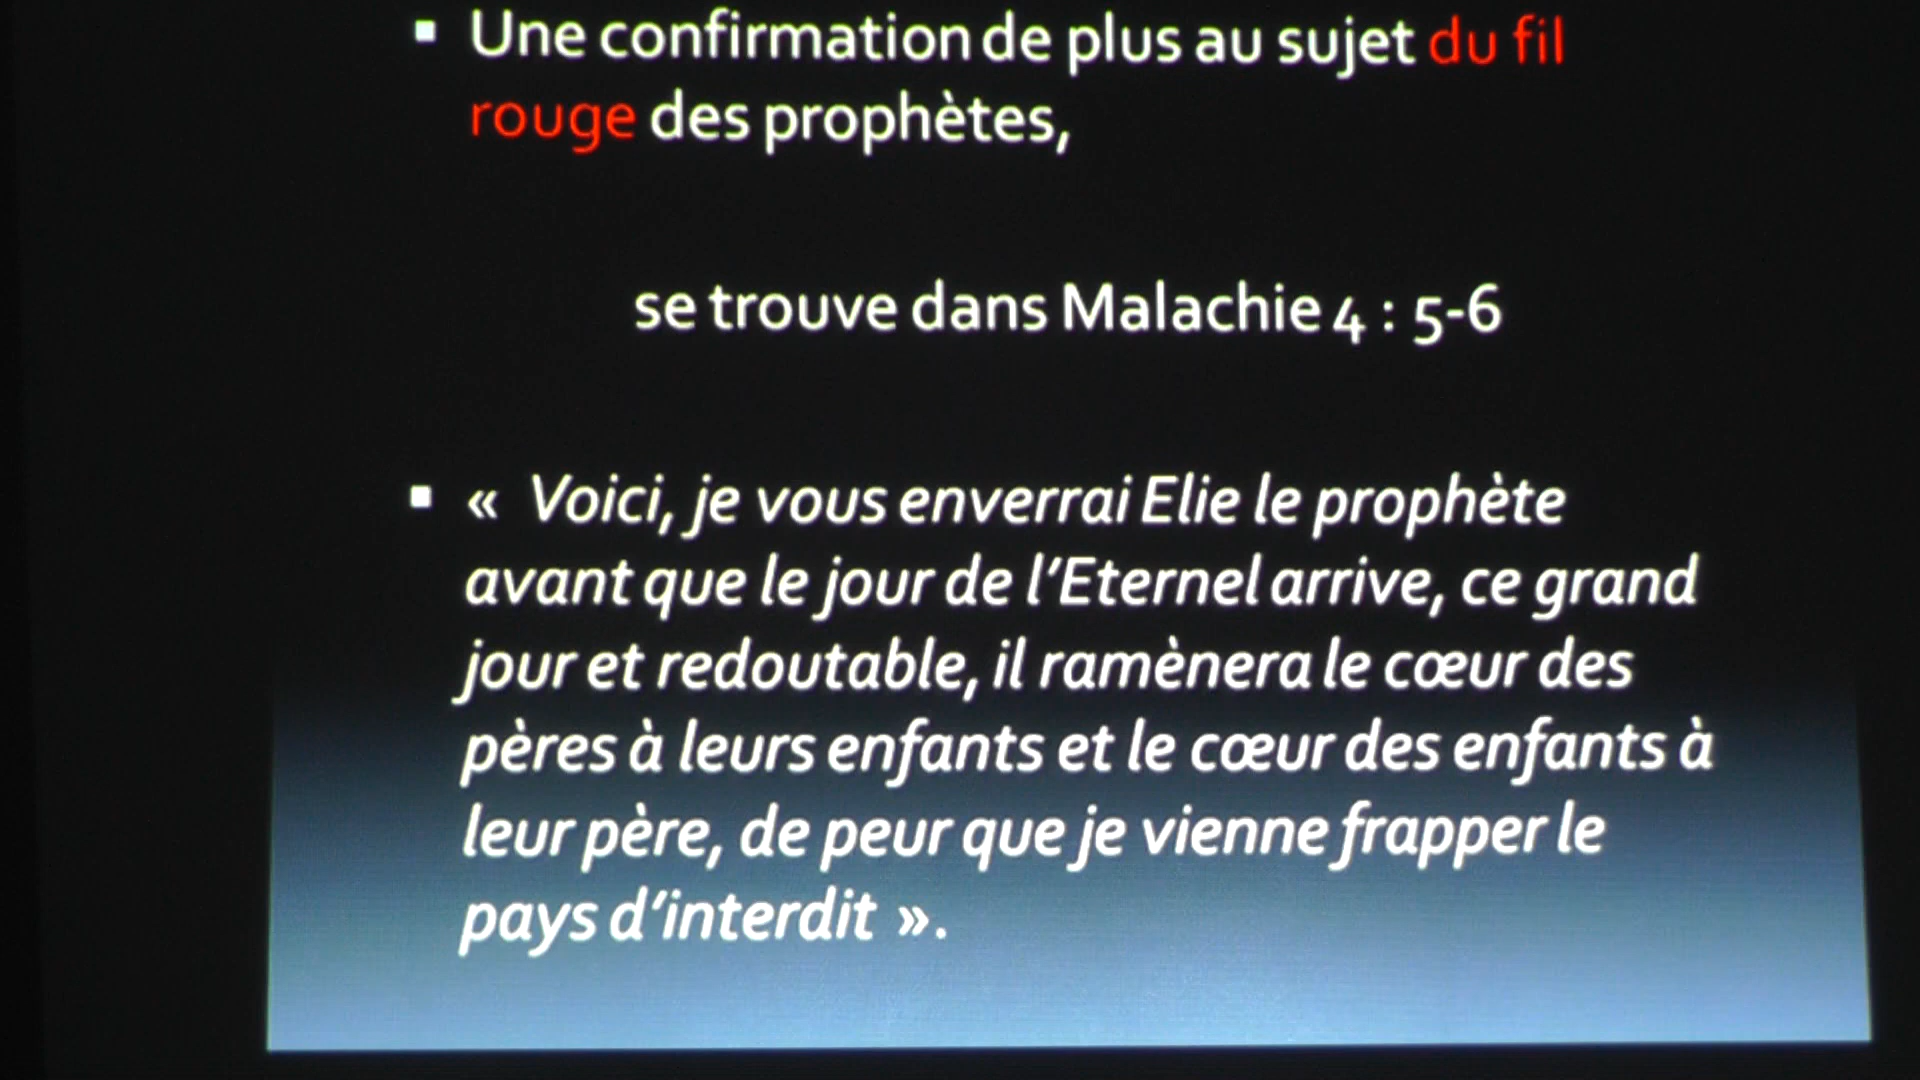 ▪ Une confirmation de plus au sujet du fil
rouge des prophètes,
se trouve dans Malachie 4 : 5-6
▪ « Voici, je vous enverrai Elie le prophète
avant que le jour de l’Eternel arrive, ce grand
jour et redoutable, il ramènera le cœur des
pères à leurs enfants et le cœur des enfants à
leur père, de peur que je vienne frapper le
pays d’interdit ».